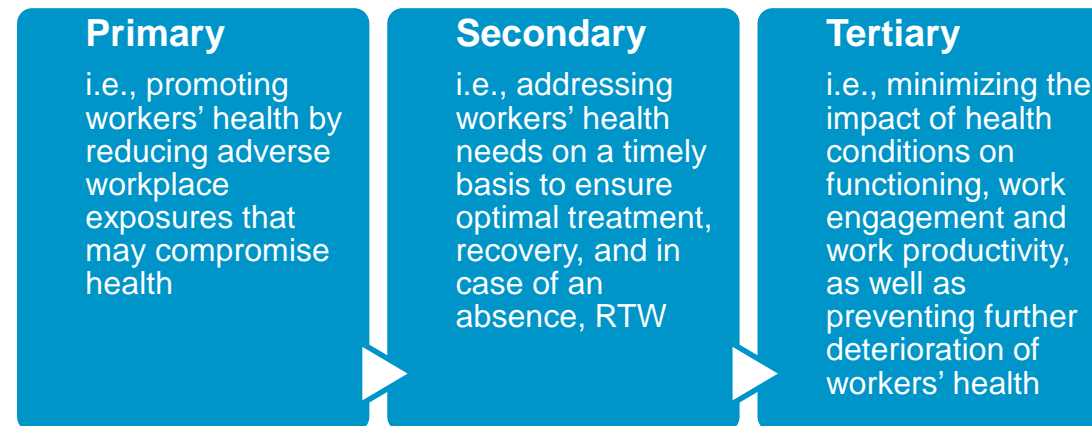 Primary
i.e., promoting
workers’ health by
reducing adverse
workplace
exposures that
may compromise
health
Secondary
i.e., addressing
workers’ health
needs on a timely
basis to ensure
optimal treatment,
recovery, and in
case of an
absence, RTW
Tertiary
i.e., minimizing the
impact of health
conditions on
functioning, work
engagement and
work productivity,
as well as
preventing further
deterioration of
workers’ health